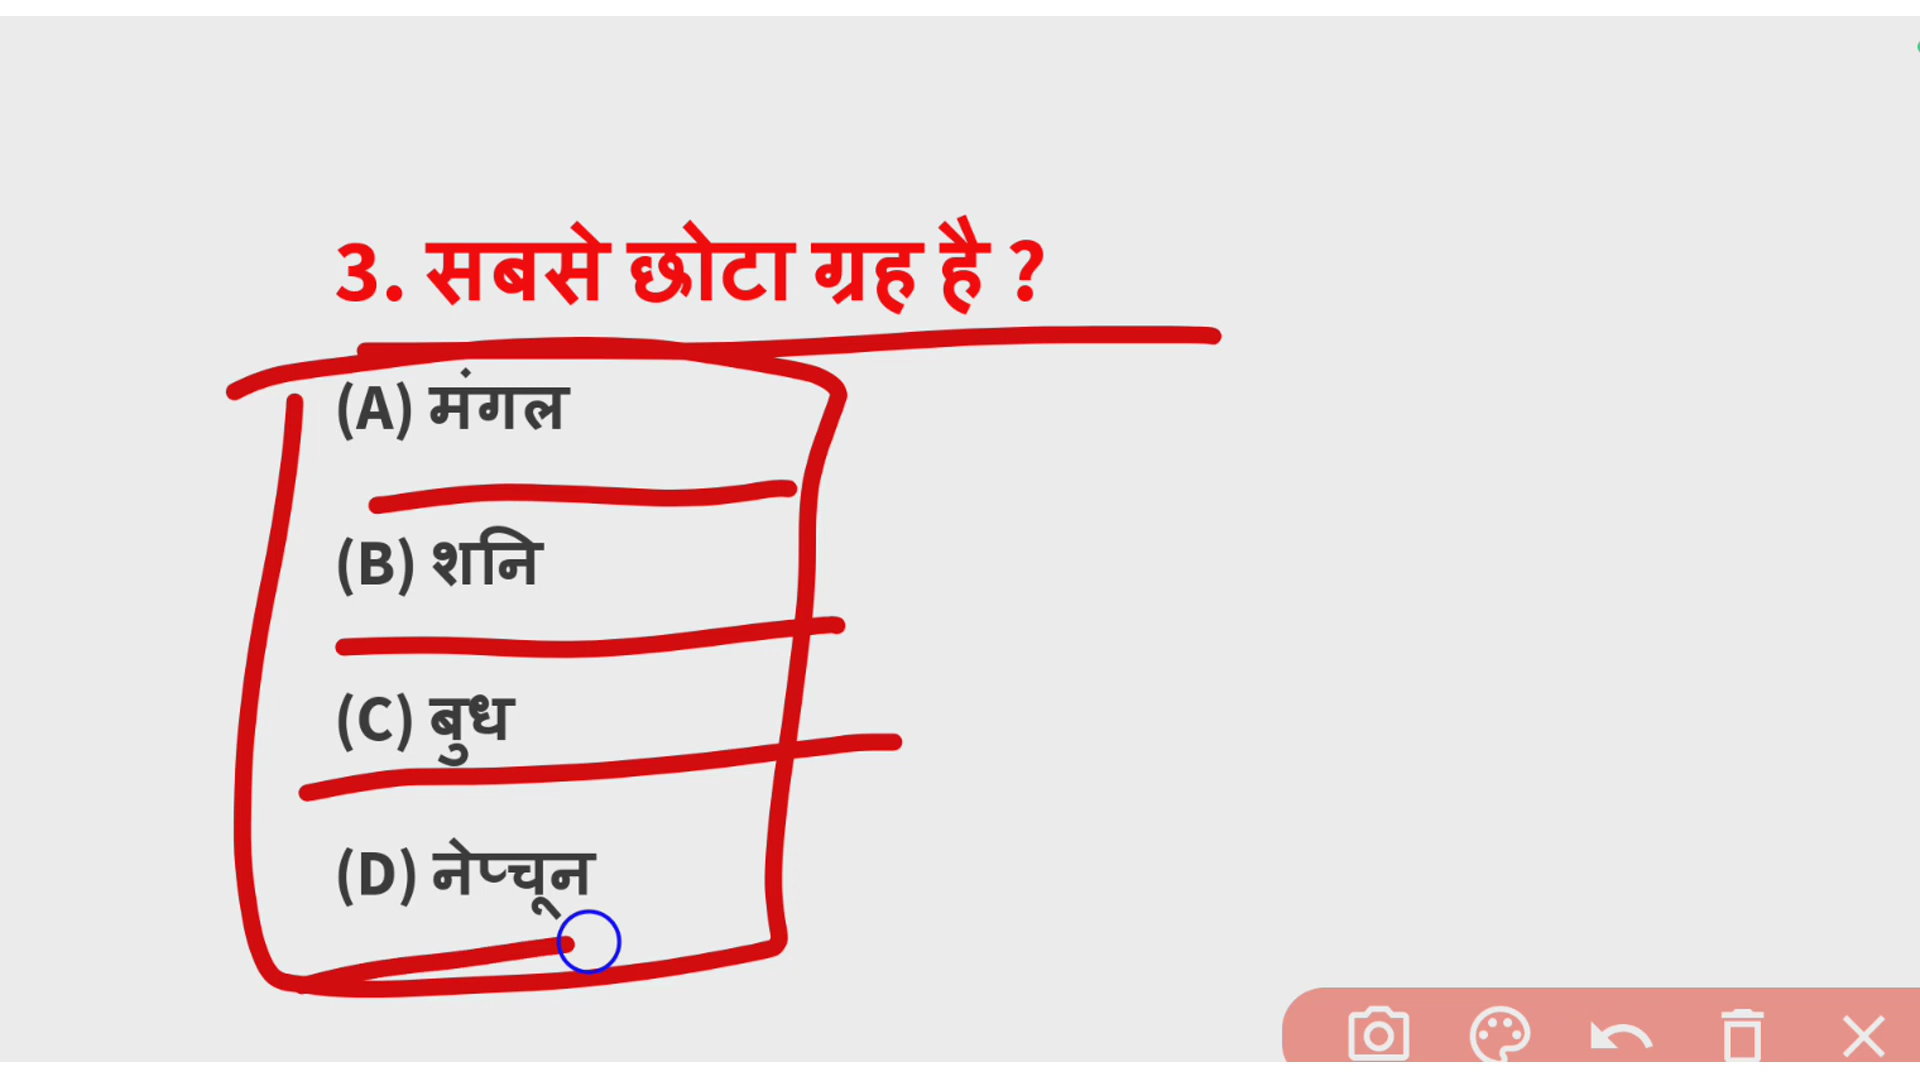 3. सबसे छोटा ग्रह है ?
(A) मंगल
(B) शनि
(C) बुध
(D) नेप्चून